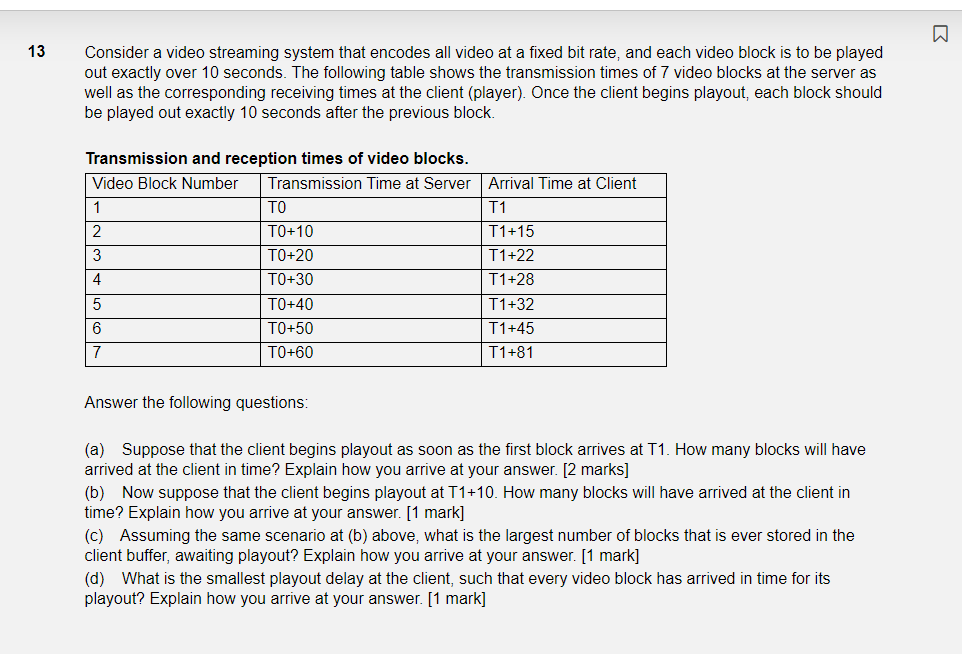 13 Consider a video streaming system that encodes all video at a fixed bit rate, and each video block is to be played
out exactly over 10 seconds. The following table shows the transmission times of 7 video blocks at the server as
well as the corresponding receiving times at the client (player). Once the client begins playout, each block should
be played out exactly 10 seconds after the previous block.
Transmission and reception times of video blocks.
Video Block Number Transmission Time at Server Arrival Time at Client
1 T0 T1
2 T0+10 T1+15
3 T0+20 T1+22
4 T0+30 T1+28
5 T0+40 T1+32
6 T0+50 T1+45
7 T0+60 T1+81
Answer the following questions:
(a) Suppose that the client begins playout as soon as the first block arrives at T1. How many blocks will have
arrived at the client in time? Explain how you arrive at your answer. [2 marks]
(b) Now suppose that the client begins playout at T1+10. How many blocks will have arrived at the client in
time? Explain how you arrive at your answer. [1 mark]
(c) Assuming the same scenario at (b) above, what is the largest number of blocks that is ever stored in the
client buffer, awaiting playout? Explain how you arrive at your answer. [1 mark]
(d) What is the smallest playout delay at the client, such that every video block has arrived in time for its
playout? Explain how you arrive at your answer. [1 mark]